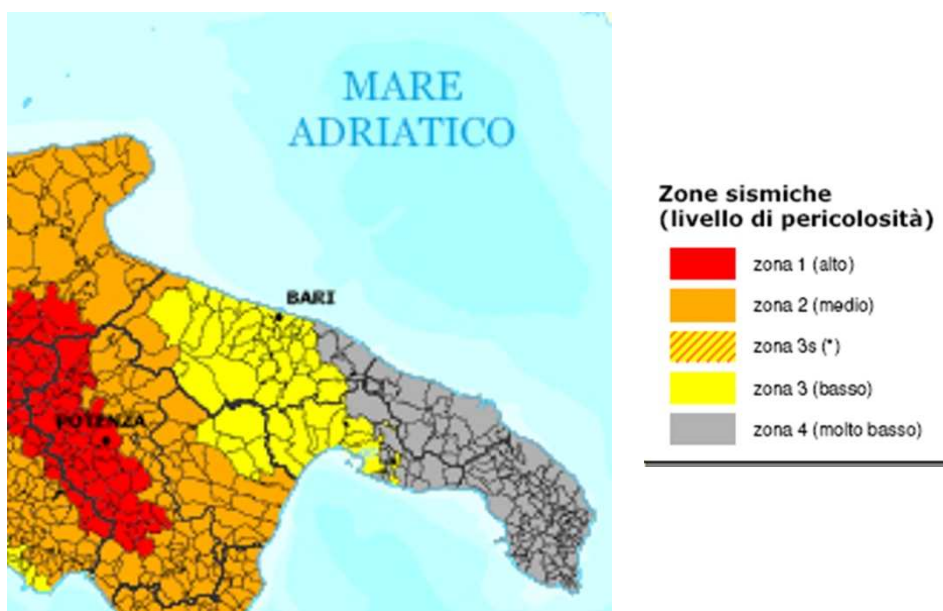 MARE
ADRIATICO
BARI
POTENZA
Zone sismiche
(livello di pericolosità)
zona 1 (alto)
zona 2 (medio)
zona 3s (*)
zona 3 (basso)
zona 4 (molto basso)